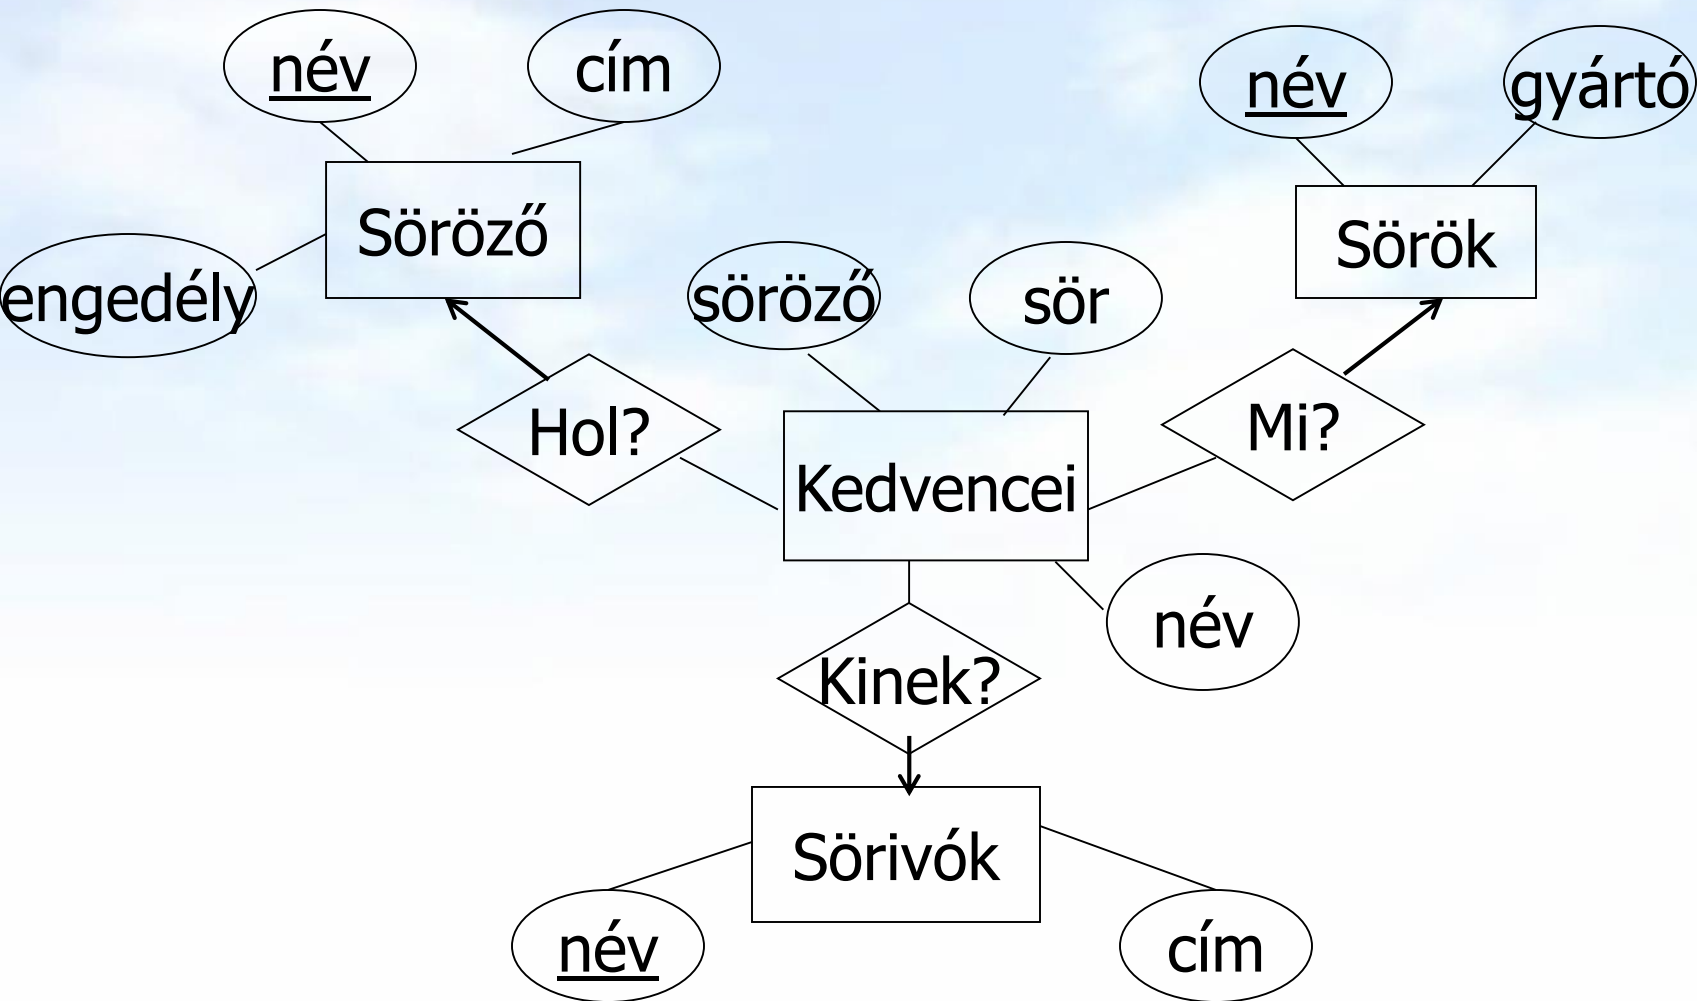 név
cím
név
gyártó
Söröző
Sörök
engedély
söröző
sör
Hol?
Mi?
Kedvencei
név
Kinek?
Sörivók
név
cím